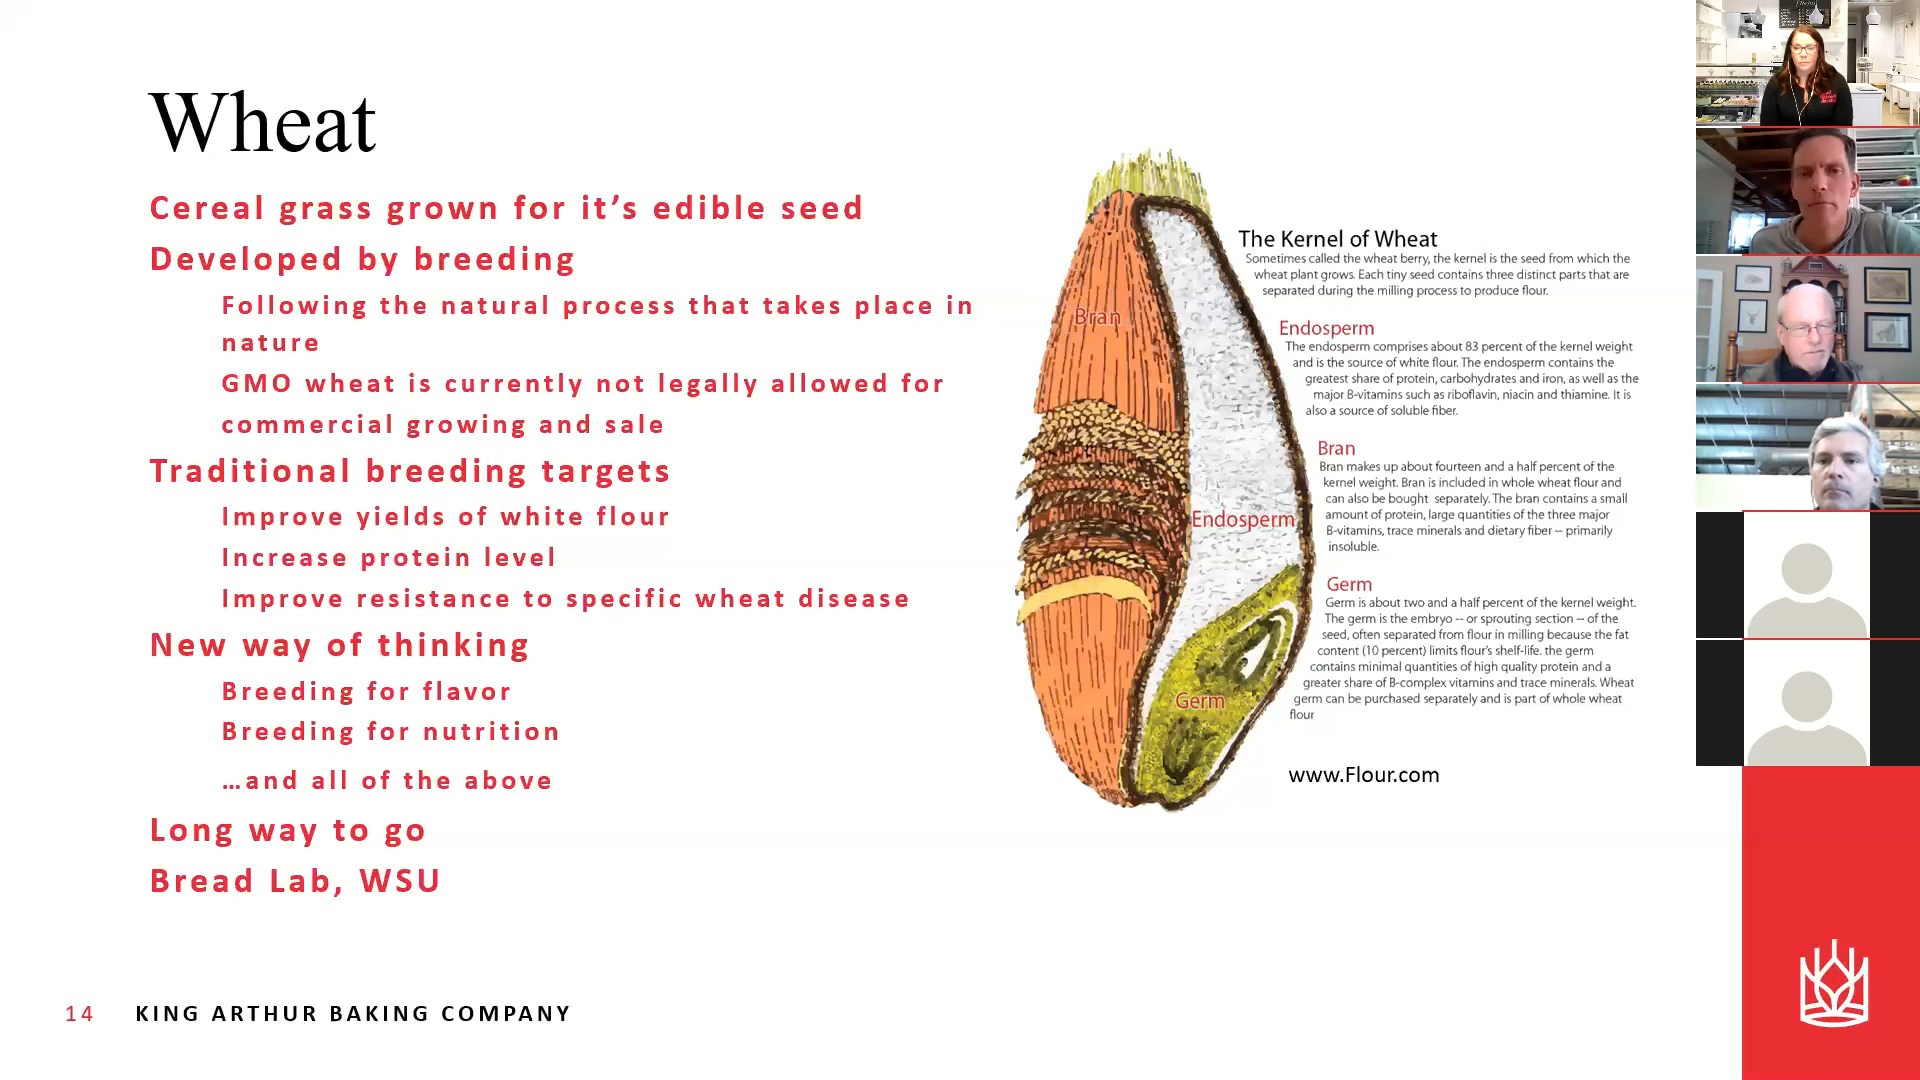 Wheat
Cereal grass grown for it's edible seed
Developed by breeding
Following the natural process that takes place in
nature
GMO wheat is currently not legally allowed for
commercial growing and sale
Traditional breeding targets
Improve yields of white flour
Increase protein level
Improve resistance to specific wheat disease
New way of thinking
Breeding for flavor
Breeding for nutrition
…and all of the above
Long way to go
Bread Lab, WSU
Bran
Endosperm
Germ
The Kernel of Wheat
Sometimes called the wheat berry, the kernel is the seed from which the
wheat plant grows. Each tiny seed contains three distinct parts that are
separated during the milling process to produce flour.
Endosperm
The endosperm comprises about 83 percent of the kernel weight
and is the source of white flour. The endosperm contains the
greatest share of protein, carbohydrates and iron, as well as the
major B-vitamins such as riboflavin, niacin and thiamine. It is
also a source of soluble fiber.
Bran
Bran makes up about fourteen and a half percent of the
kernel weight. Bran is included in whole wheat flour and
can also be bought separately. The bran contains a small
amount of protein, large quantities of the three major
B-vitamins, trace minerals and dietary fiber -- primarily
insoluble.
Germ
Germ is about two and a half percent of the kernel weight.
The germ is the embryo -- or sprouting section -- of the
seed, often separated from flour in milling because the fat
content (10 percent) limits flour's shelf-life. the germ
contains minimal quantities of high quality protein and a
greater share of B-complex vitamins and trace minerals. Wheat
germ can be purchased separately and is part of whole wheat
flour
www.Flour.com
14 KING ARTHUR BAKING COMPANY